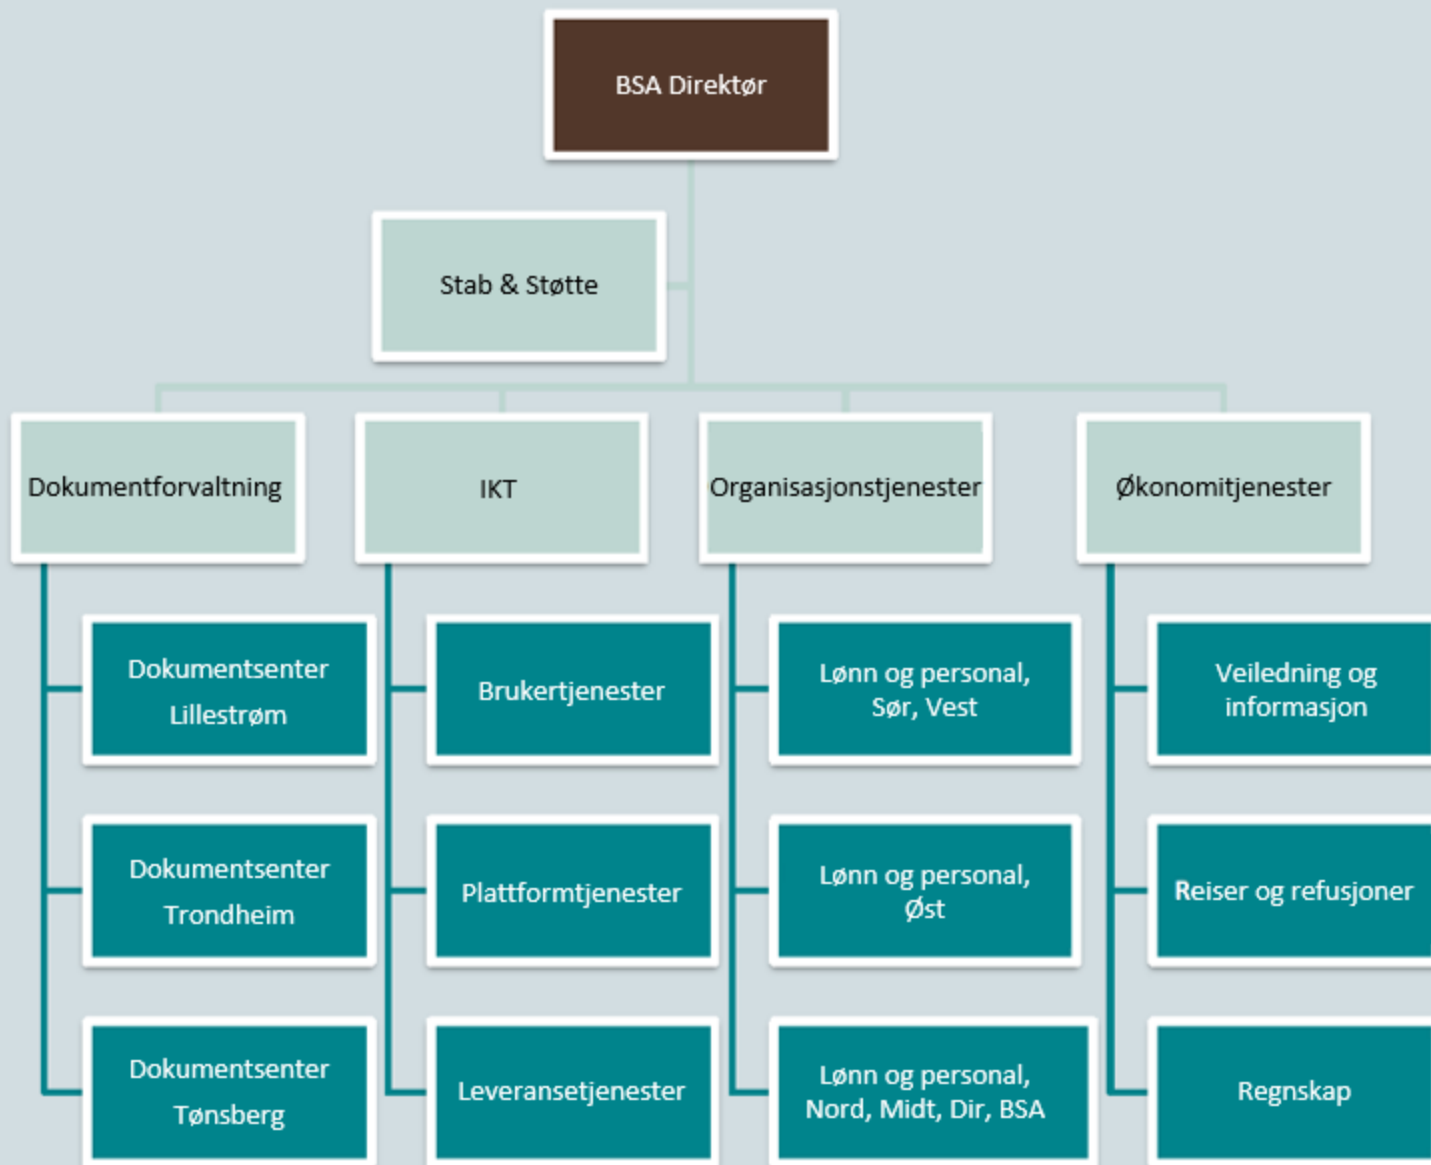 BSA Direktør
Stab & Støtte
Dokumentforvaltning
IKT
Organisasjonstjenester
Økonomitjenester
Dokumentsenter
Lillestrøm
Brukertjenester
Lønn og personal,
Sør, Vest
Veiledning og
informasjon
Dokumentsenter
Trondheim
Plattformtjenester
Lønn og personal,
Øst
Reiser og refusjoner
Dokumentsenter
Tønsberg
Leveransetjenester
Lønn og personal,
Nord, Midt, Dir, BSA
Regnskap